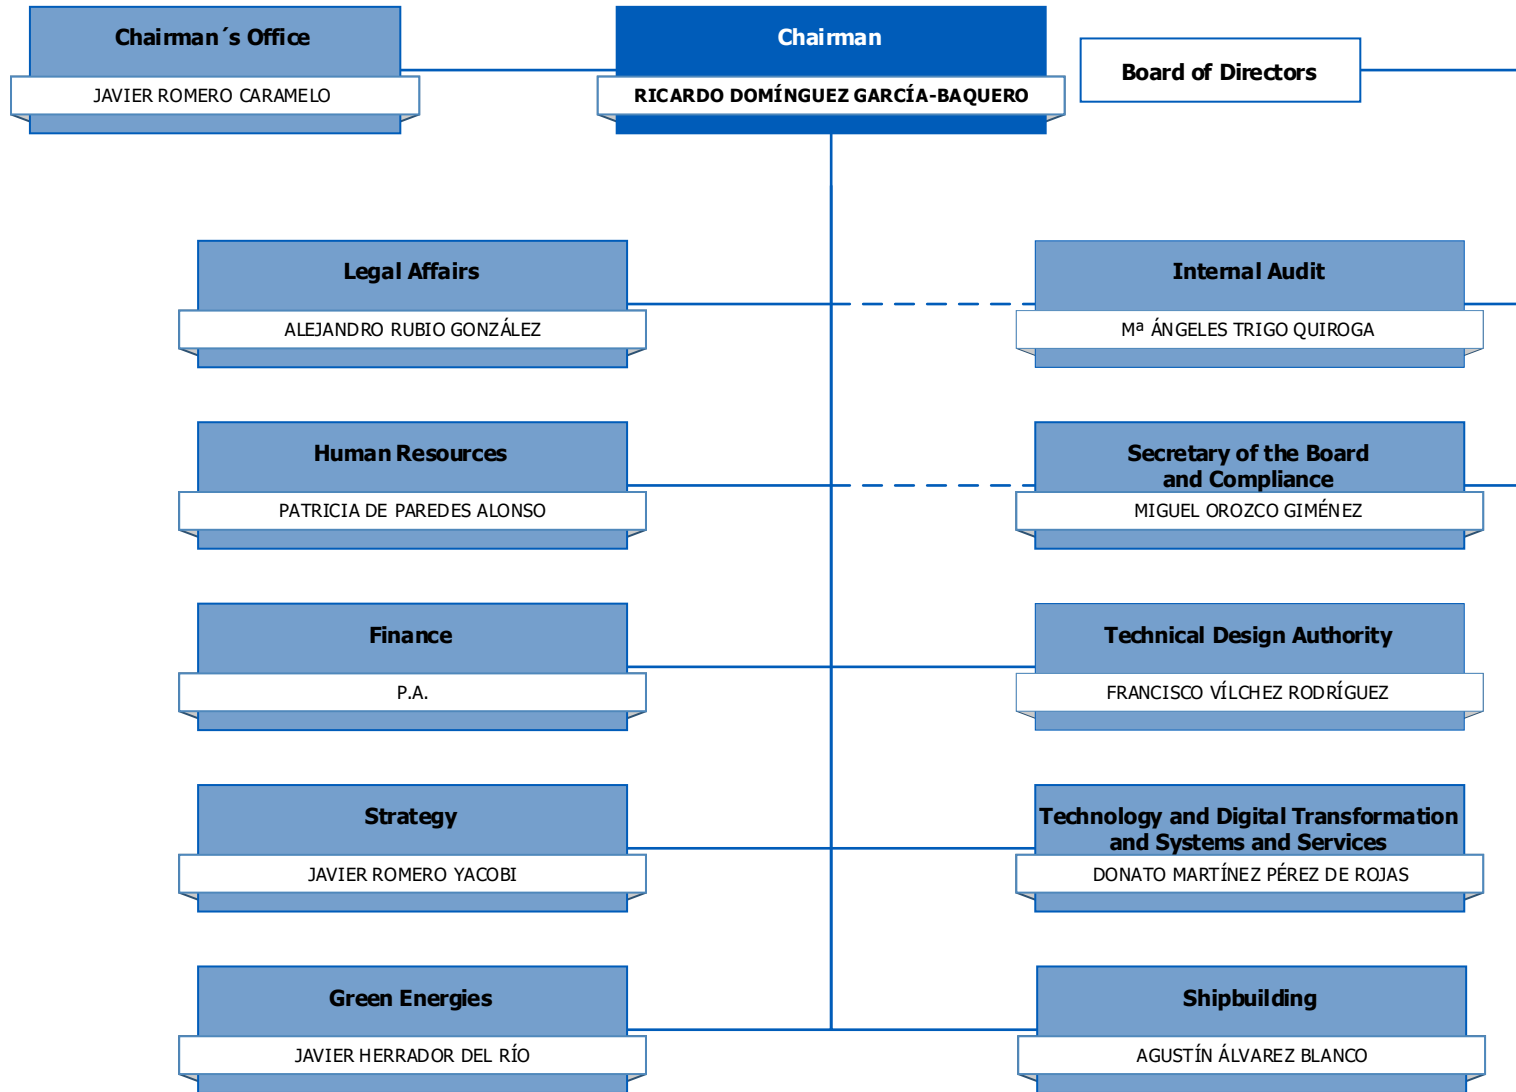 Chairman´s Office
JAVIER ROMERO CARAMELO
Chairman
RICARDO DOMÍNGUEZ GARCÍA-BAQUERO
Board of Directors
Legal Affairs
ALEJANDRO RUBIO GONZÁLEZ
Internal Audit
Mª ÁNGELES TRIGO QUIROGA
Human Resources
PATRICIA DE PAREDES ALONSO
Secretary of the Board
and Compliance
MIGUEL OROZCO GIMÉNEZ
Finance
P.A.
Technical Design Authority
FRANCISCO VÍLCHEZ RODRÍGUEZ
Strategy
JAVIER ROMERO YACOBI
Technology and Digital Transformation
and Systems and Services
DONATO MARTÍNEZ PÉREZ DE ROJAS
Green Energies
JAVIER HERRADOR DEL RÍO
Shipbuilding
AGUSTÍN ÁLVAREZ BLANCO